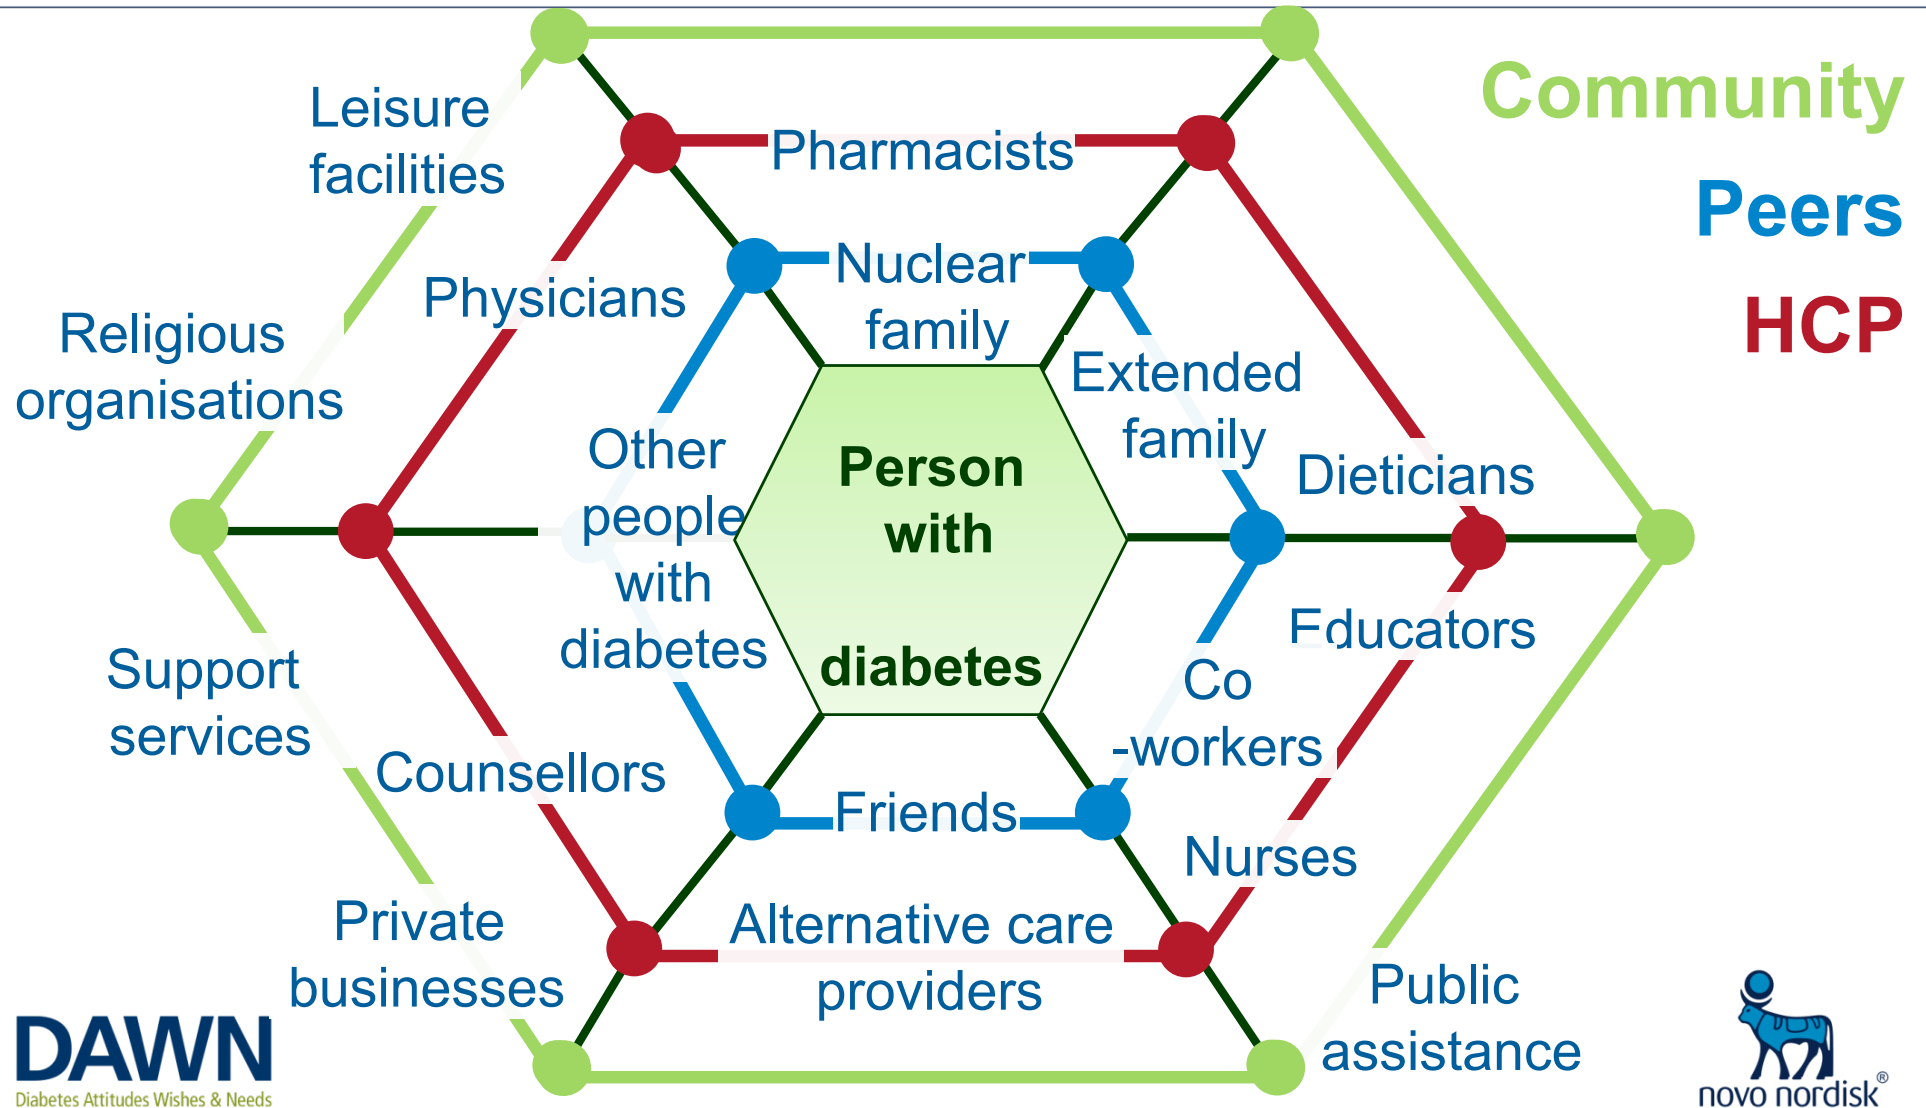 Community
Peers
HCP
Leisure
facilities
Pharmacists
Nuclear
family
Physicians
Religious
organisations
Extended
family
Other
people
with
diabetes
Person
with
diabetes
Dieticians
Educators
Co
-workers
Support
services
Counsellors
Friends
Nurses
Private
businesses
Alternative care
providers
Public
assistance
DAWN
Diabetes Attitudes Wishes & Needs
novo nordisk®